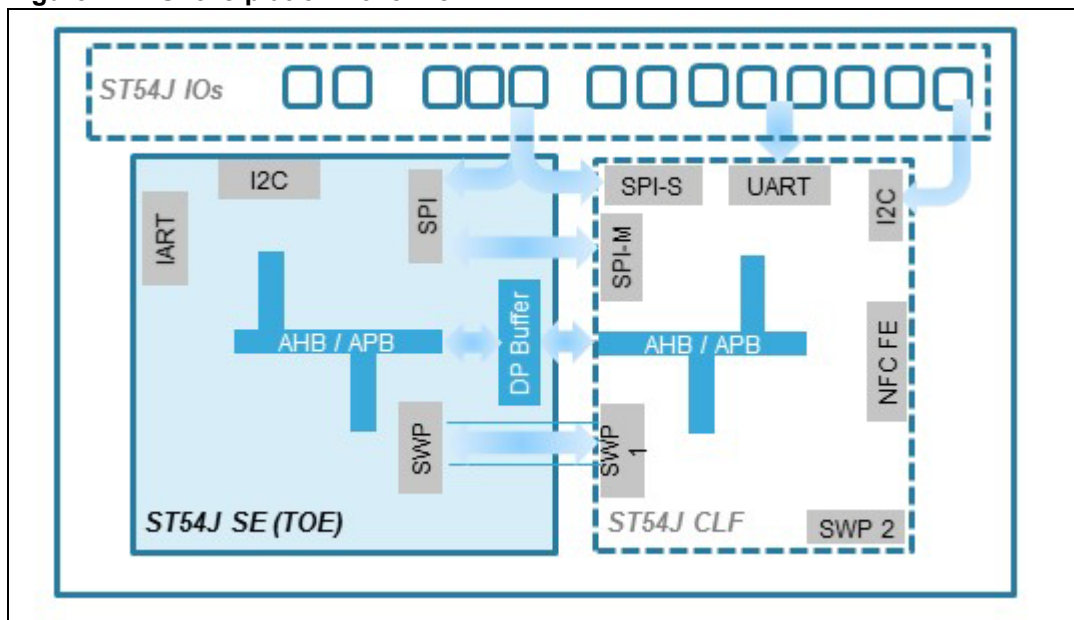 ST54J IOs
I2C
SPI
IART
SPI-S
UART
I2C
SPI-M
AHB / APB
DP Buffer
AHB / APB
NFC FE
SWP
SWP
1
ST54J SE (TOE)
ST54J CLF
SWP 2